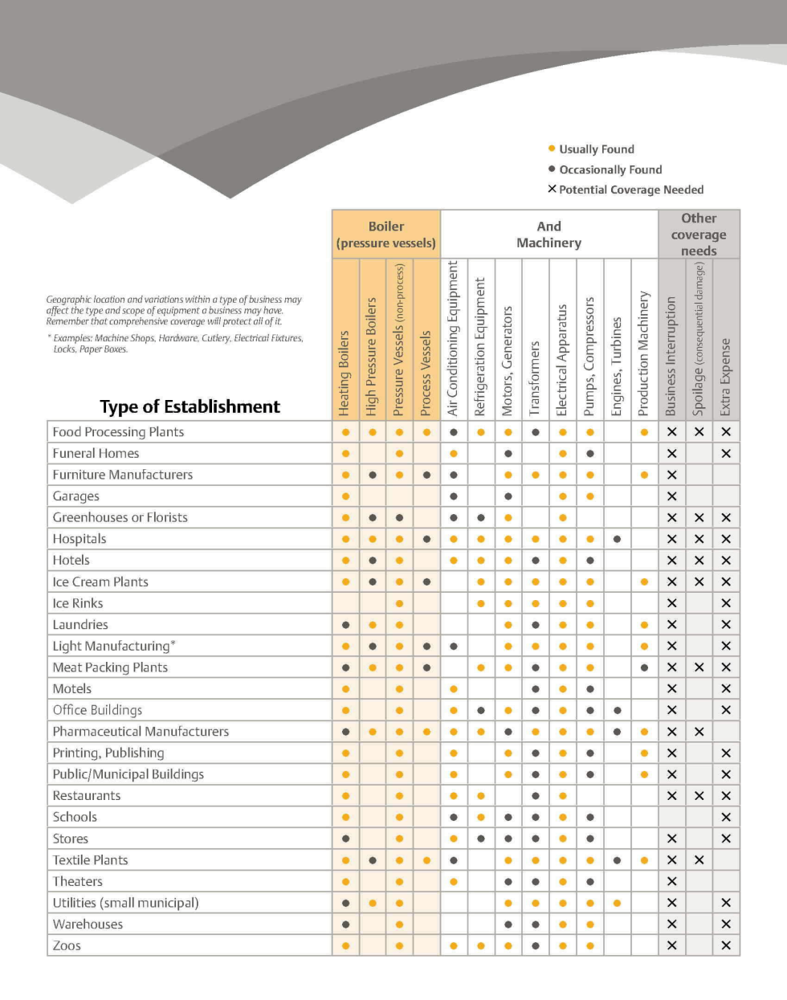 ● Usually Found
● Occasionally Found
× Potential Coverage Needed
Boiler
(pressure vessels)
And
Machinery
Other
coverage
needs
Geographic location and variations within a type of business may
affect the type and scope of equipment a business may have.
Remember that comprehensive coverage will protect all of it.
* Examples: Machine Shops, Hardware, Cutlery, Electrical Fixtures,
Locks, Paper Boxes.
Type of Establishment
Heating Boilers
High Pressure Boilers
Pressure Vessels (non-process)
Process Vessels
Air Conditioning Equipment
Refrigeration Equipment
Motors, Generators
Transformers
Electrical Apparatus
Pumps, Compressors
Engines, Turbines
Production Machinery
Business Interruption
Spoilage (consequential damage)
Extra Expense
Food Processing Plants ● ● ● ● ● ● ● ● ● ● ● × × ×
Funeral Homes ● ● ● ● ● ● × ×
Furniture Manufacturers ● ● ● ● ● ● ● ● ● ● ×
Garages ● ● ● ● ● ×
Greenhouses or Florists ● ● ● ● ● ● ● × × ×
Hospitals ● ● ● ● ● ● ● ● ● ● ● × × ×
Hotels ● ● ● ● ● ● ● ● ● × × ×
Ice Cream Plants ● ● ● ● ● ● ● ● ● ● × × ×
Ice Rinks ● ● ● ● ● ● × ×
Laundries ● ● ● ● ● ● ● ● × ×
Light Manufacturing* ● ● ● ● ● ● ● ● ● ● × ×
Meat Packing Plants ● ● ● ● ● ● ● ● ● ● × × ×
Motels ● ● ● ● ● ● × ×
Office Buildings ● ● ● ● ● ● ● ● ● × ×
Pharmaceutical Manufacturers ● ● ● ● ● ● ● ● ● ● ● ● × ×
Printing, Publishing ● ● ● ● ● ● ● ● × ×
Public/Municipal Buildings ● ● ● ● ● ● ● ● × ×
Restaurants ● ● ● ● ● ● × × ×
Schools ● ● ● ● ● ● ● ● ×
Stores ● ● ● ● ● ● ● ● × ×
Textile Plants ● ● ● ● ● ● ● ● ● ● ● × ×
Theaters ● ● ● ● ● ● ● ×
Utilities (small municipal) ● ● ● ● ● ● ● ● × ×
Warehouses ● ● ● ● ● ● × ×
Zoos ● ● ● ● ● ● ● ● × ×